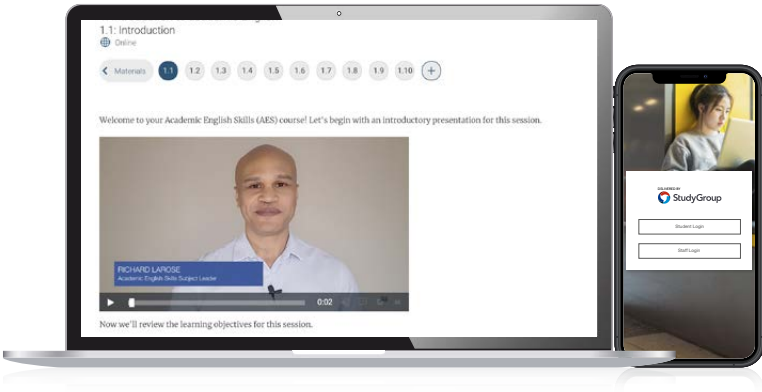 1.1: Introduction
Online
Materials 1.1 1.2 1.3 1.4 1.5 1.6 1.7 1.8 1.9 1.10 +
Welcome to your Academic English Skills (AES) course! Let's begin with an introductory presentation for this session.
RICHARD LAROSE
Academic English Skills Subject Leader
0:02
Now we'll review the learning objectives for this session.
DELIVERED BY
StudyGroup
Student Login
Staff Login